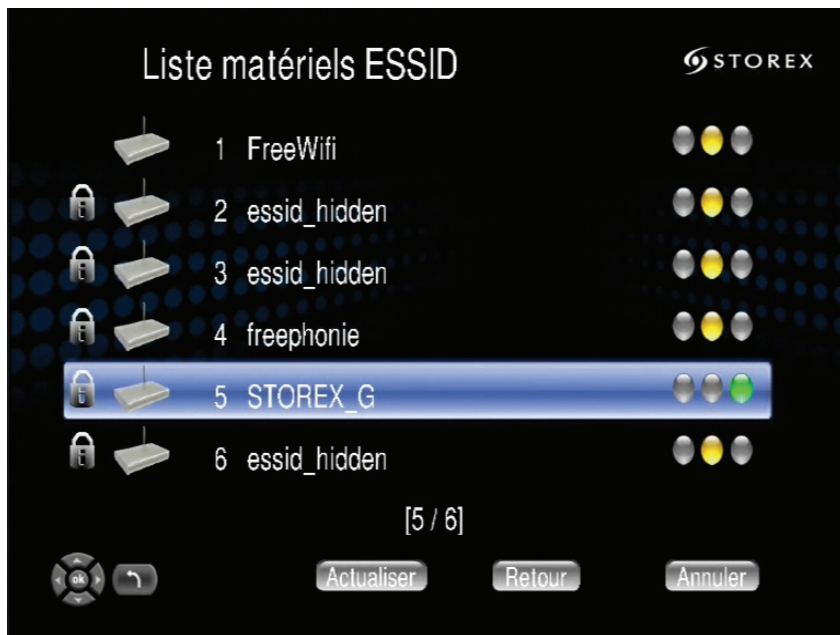 Liste matériels ESSID
STOREX
1 FreeWifi
2 essid_hidden
3 essid_hidden
4 freephonie
5 STOREX_G
6 essid_hidden
[5 / 6]
ok
Actualiser Retour Annuler